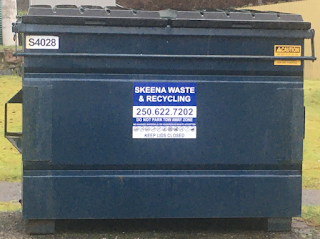 S4028
CAUTION
SKEENA WASTE
& RECYCLING
250.622.7202
DO NOT PARK TOW AWAY ZONE
KEEP LIDS CLOSED